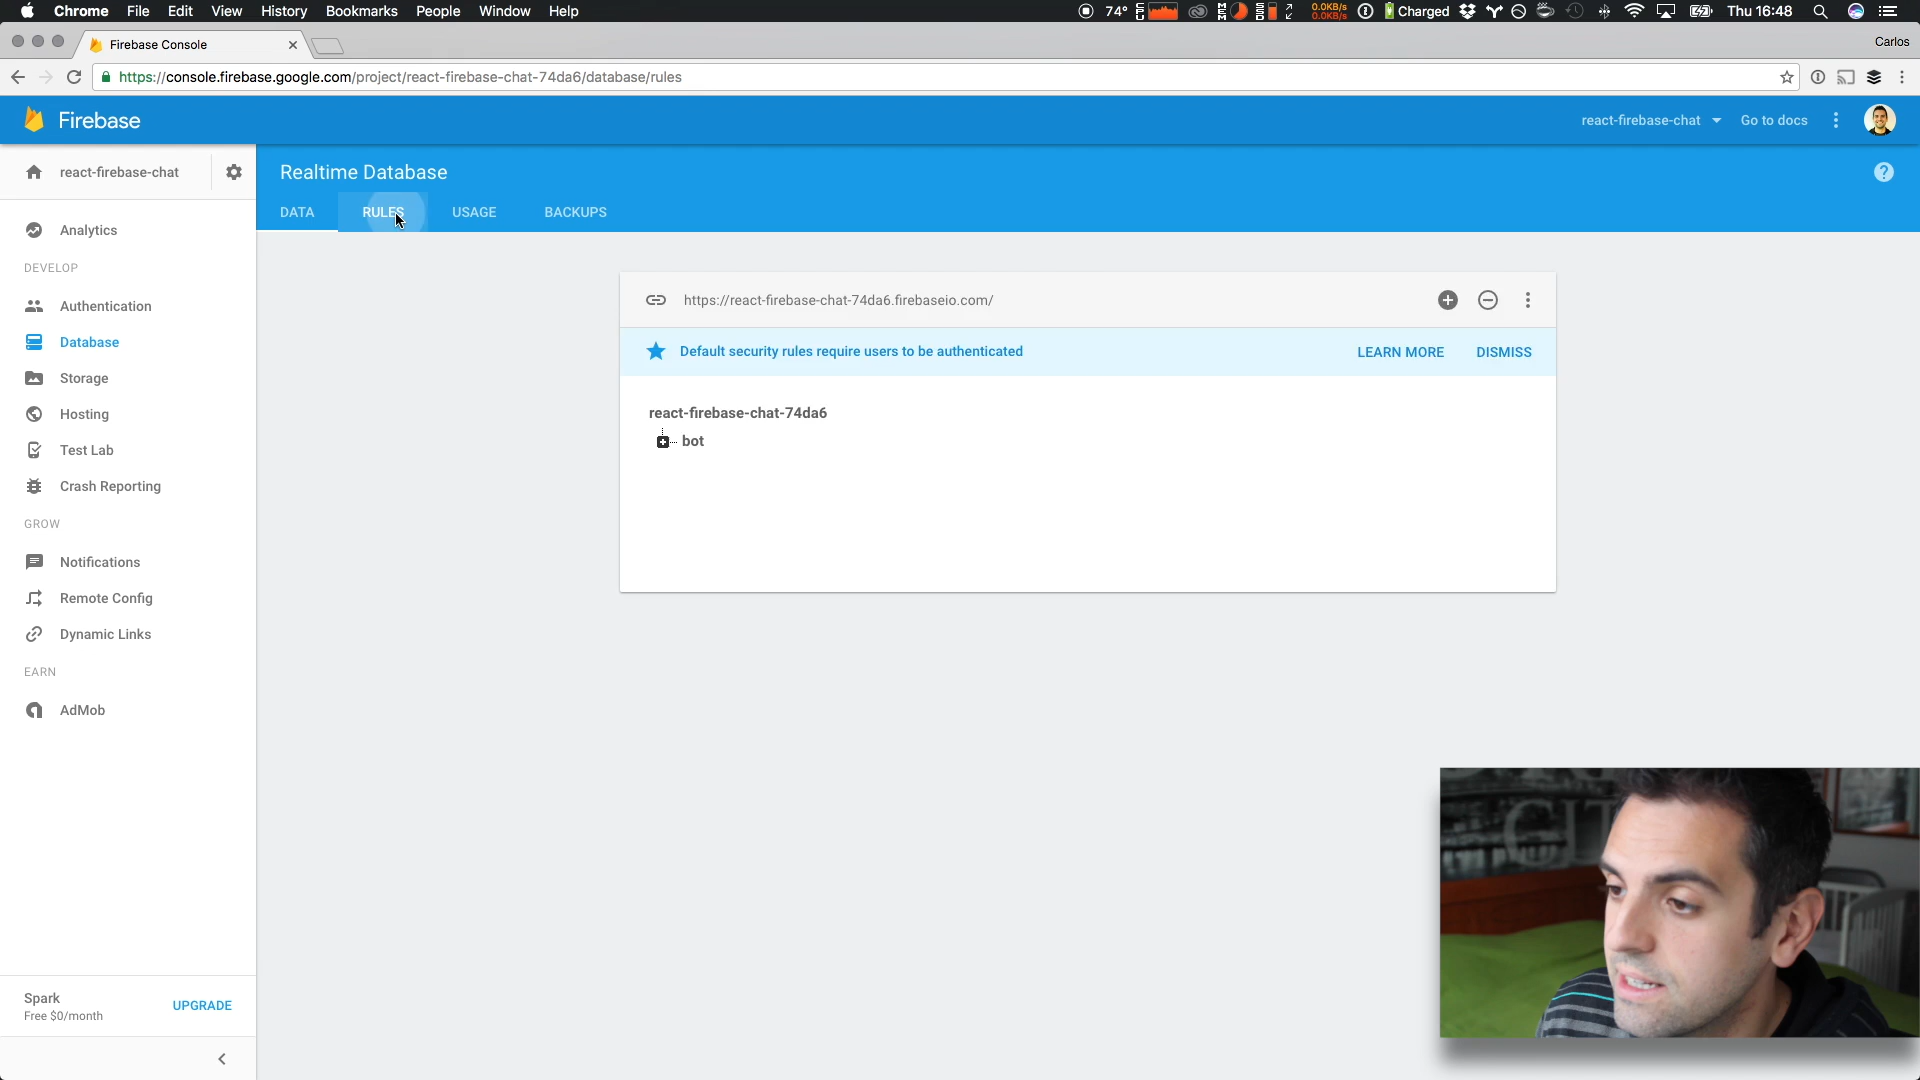 Chrome File Edit View History Bookmarks People Window Help 74° 0.0KB/s 0.0KB/s Charged Thu 16:48
Firebase Console
Carlos
https://console.firebase.google.com/project/react-firebase-chat-74da6/database/rules
Firebase
react-firebase-chat
Go to docs
react-firebase-chat
Realtime Database
DATA RULES USAGE BACKUPS
Analytics
DEVELOP
Authentication
Database
Storage
Hosting
Test Lab
Crash Reporting
GROW
Notifications
Remote Config
Dynamic Links
EARN
AdMob
Spark
Free $0/month
UPGRADE
https://react-firebase-chat-74da6.firebaseio.com/
Default security rules require users to be authenticated
LEARN MORE DISMISS
react-firebase-chat-74da6
bot